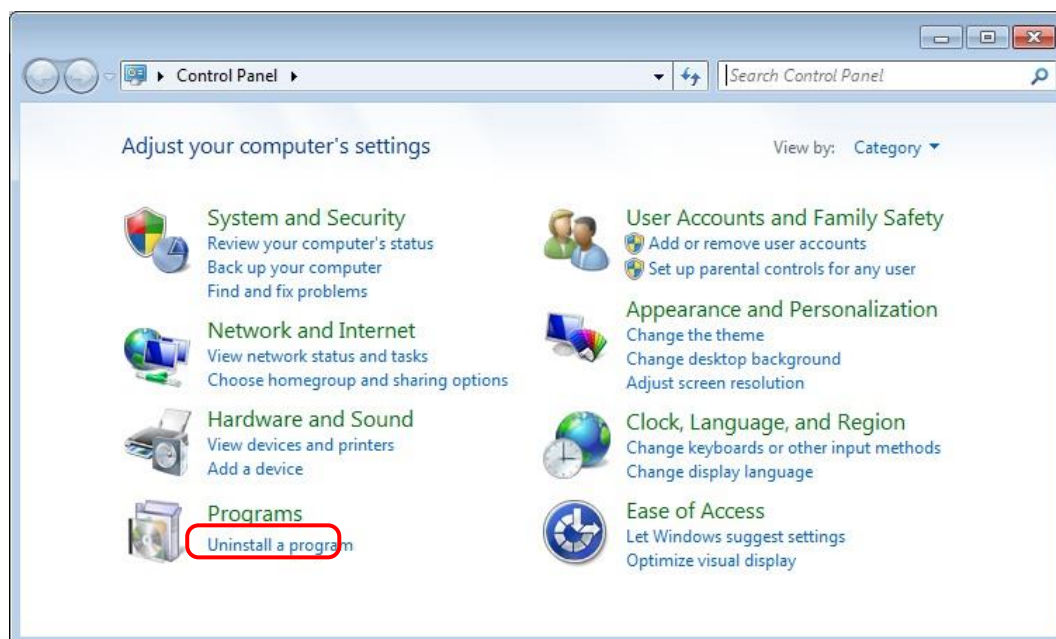 Control Panel
Search Control Panel
Adjust your computer's settings
View by: Category
System and Security
Review your computer's status
Back up your computer
Find and fix problems
Network and Internet
View network status and tasks
Choose homegroup and sharing options
Hardware and Sound
View devices and printers
Add a device
Programs
Uninstall a program
User Accounts and Family Safety
Add or remove user accounts
Set up parental controls for any user
Appearance and Personalization
Change the theme
Change desktop background
Adjust screen resolution
Clock, Language, and Region
Change keyboards or other input methods
Change display language
Ease of Access
Let Windows suggest settings
Optimize visual display